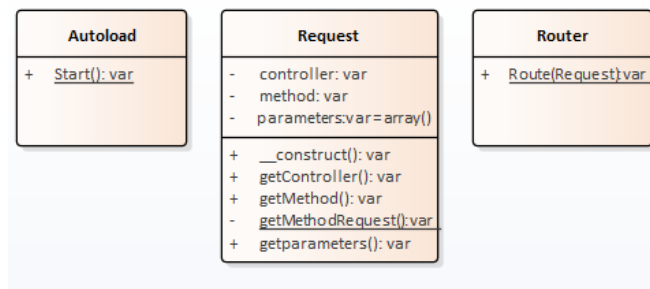 Autoload
+ Start(): var
Request
- controller: var
- method: var
- parameters:var=array()
+ __construct(): var
+ getController(): var
+ getMethod(): var
- getMethodRequest():var
+ getparameters(): var
Router
+ Route(Request):var